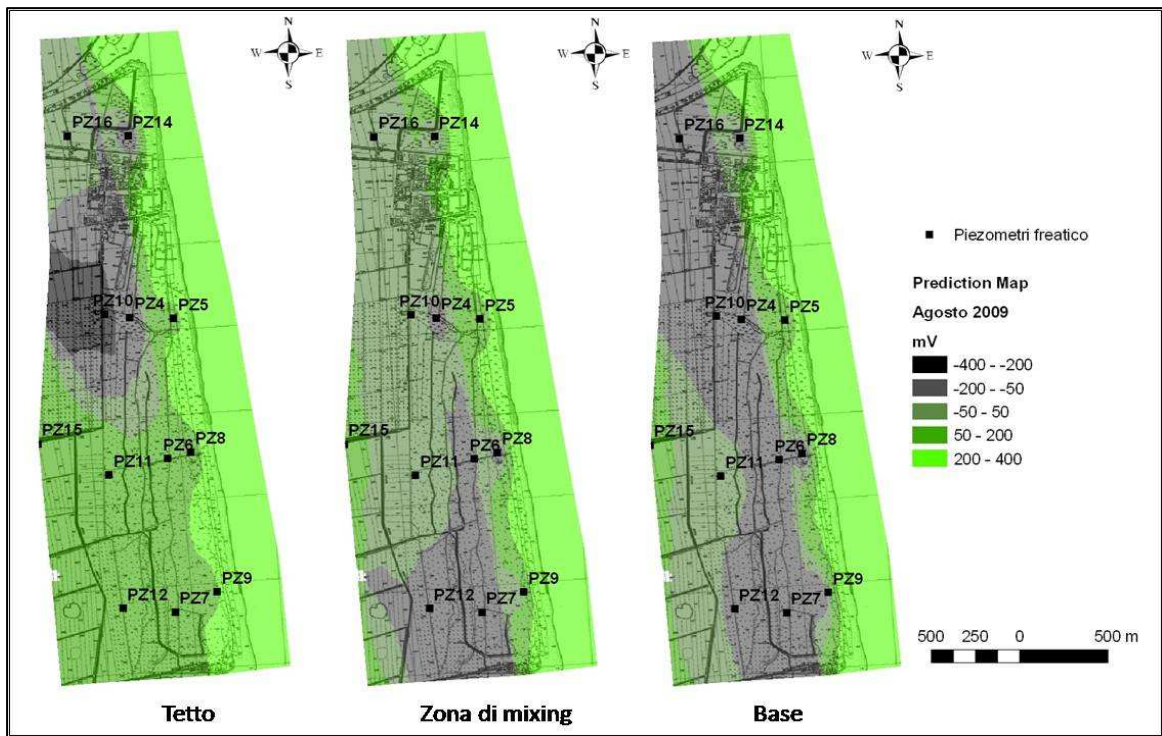 N
W E
S
N
W E
S
N
W E
S
PZ16 PZ14
PZ10 PZ4 PZ5
PZ15 PZ6 PZ8
PZ11
PZ9
PZ12 PZ7
PZ16 PZ14
PZ10 PZ4 PZ5
PZ15 PZ6 PZ8
PZ11
PZ9
PZ12 PZ7
PZ16 PZ14
PZ10 PZ4 PZ5
PZ15 PZ6 PZ8
PZ11
PZ9
PZ12 PZ7
Piezometri freatico
Prediction Map
Agosto 2009
mV
-400 - -200
-200 - -50
-50 - 50
50 - 200
200 - 400
500 250 0 500 m
Tetto
Zona di mixing
Base